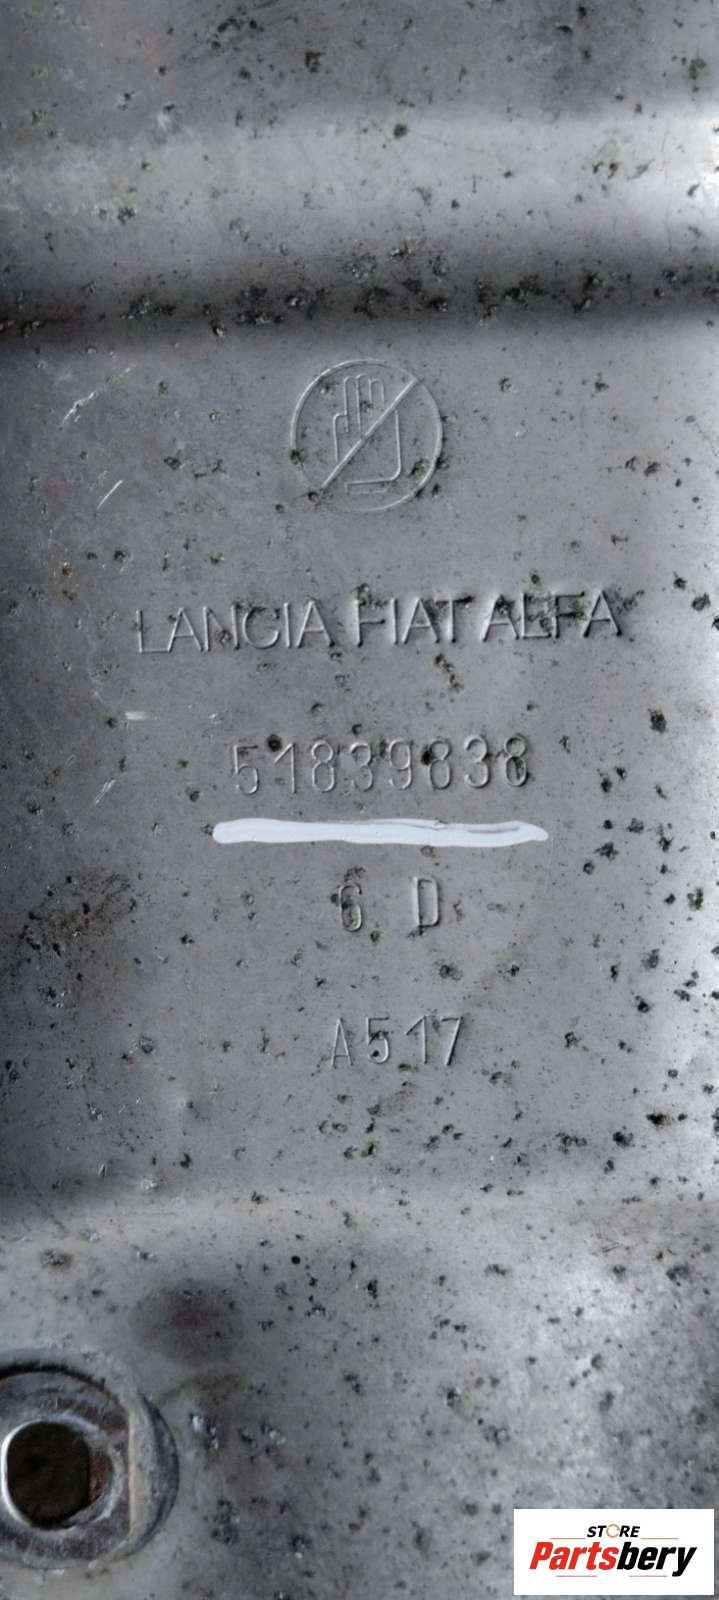 LANCIA FIAT ALFA
51839838
6 D
A517
STORE
Partsbery